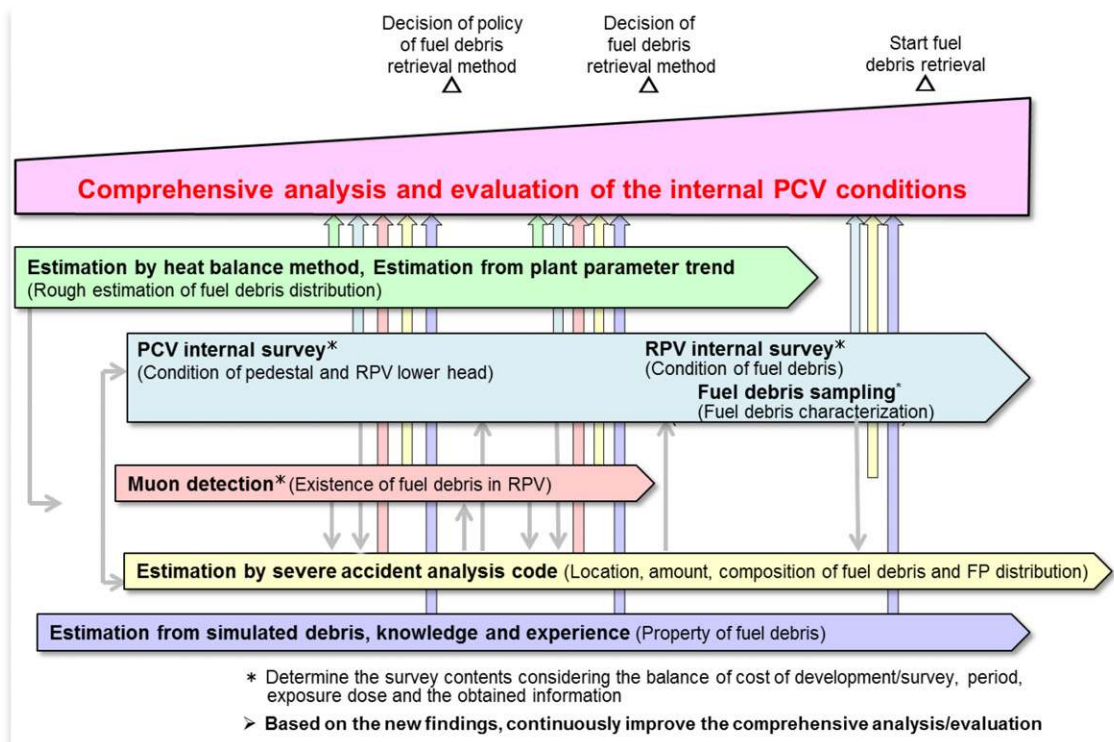 Decision of policy
of fuel debris
retrieval method
Decision of
fuel debris
retrieval method
Start fuel
debris retrieval
Comprehensive analysis and evaluation of the internal PCV conditions
Estimation by heat balance method, Estimation from plant parameter trend
(Rough estimation of fuel debris distribution)
PCV internal survey*
(Condition of pedestal and RPV lower head)
RPV internal survey*
(Condition of fuel debris)
Fuel debris sampling*
(Fuel debris characterization)
Muon detection* (Existence of fuel debris in RPV)
Estimation by severe accident analysis code (Location, amount, composition of fuel debris and FP distribution)
Estimation from simulated debris, knowledge and experience (Property of fuel debris)
* Determine the survey contents considering the balance of cost of development/survey, period,
exposure dose and the obtained information
➢ Based on the new findings, continuously improve the comprehensive analysis/evaluation